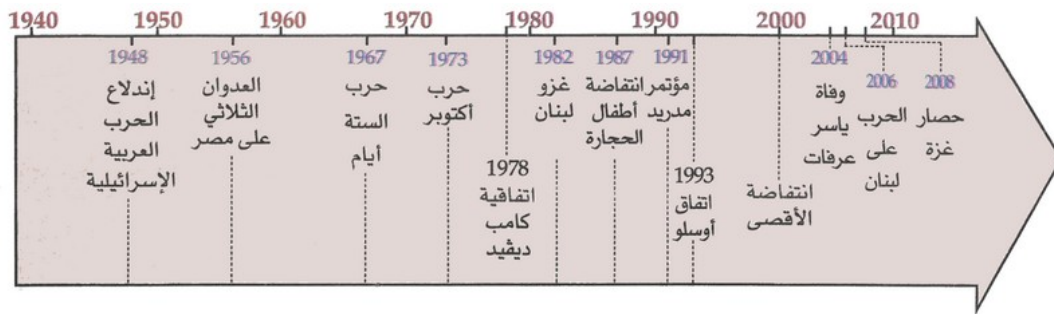 1940 1950 1960 1970 1980 1990 2000 2010
1948
إندلاع
الحرب
العربية
الإسرائيلية
1956
العدوان
الثلاثي
على مصر
1967
حرب
الستة
أيام
1973
حرب
أكتوبر
1978
اتفاقية
كامب
ديڤيد
1982
غزو
لبنان
1987
انتفاضة
أطفال
الحجارة
1991
مؤتمر
مدريد
1993
اتفاق
أوسلو
انتفاضة
الأقصى
2004
وفاة
ياسر
عرفات
2006
الحرب
على
لبنان
2008
حصار
غزة